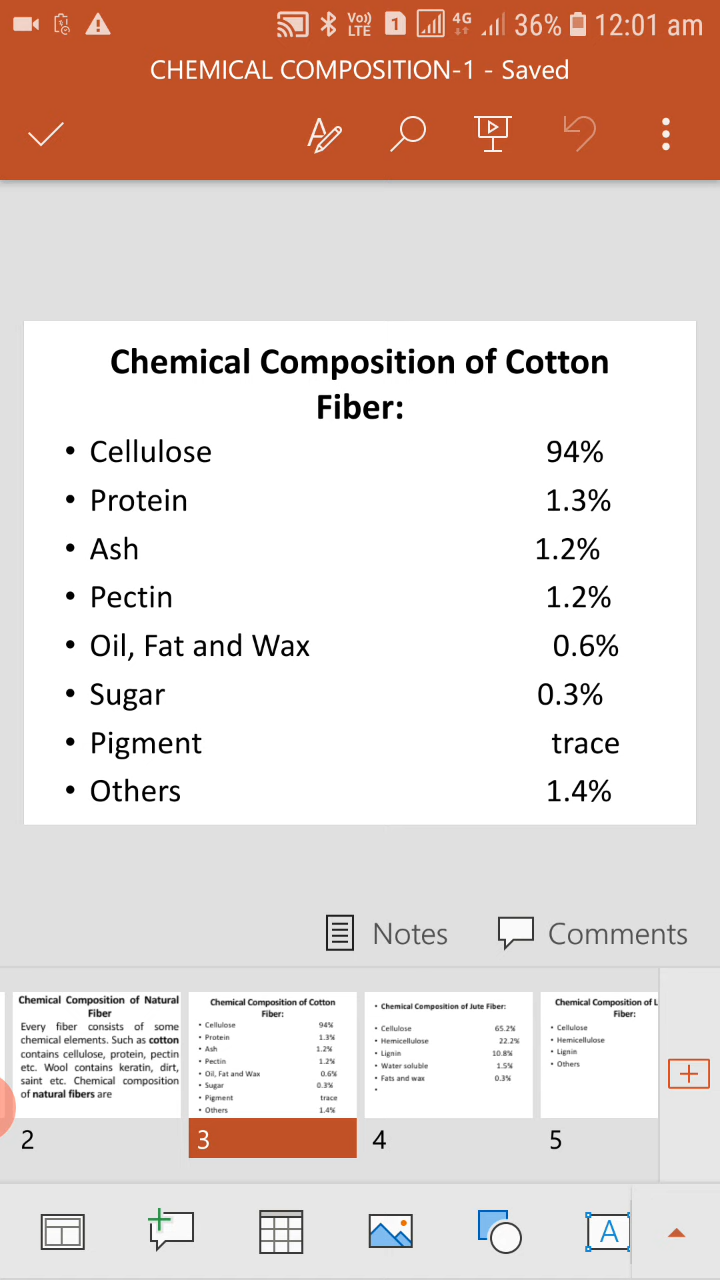 Vo))
LTE
1
4G
36%
12:01 am
CHEMICAL COMPOSITION-1 - Saved
Chemical Composition of Cotton
Fiber:
• Cellulose 94%
• Protein 1.3%
• Ash 1.2%
• Pectin 1.2%
• Oil, Fat and Wax 0.6%
• Sugar 0.3%
• Pigment trace
• Others 1.4%
Notes
Comments
Chemical Composition of Natural
Fiber
Every fiber consists of some
chemical elements. Such as cotton
contains cellulose, protein, pectin
etc. Wool contains keratin, dirt,
saint etc. Chemical composition
of natural fibers are
2
Chemical Composition of Cotton
Fiber:
• Cellulose 94%
• Protein 1.3%
• Ash 1.2%
• Pectin 1.2%
• Oil, Fat and Wax 0.6%
• Sugar 0.3%
• Pigment trace
• Others 1.4%
3
• Chemical Composition of Jute Fiber:
• Cellulose 65.2%
• Hemicellulose 22.2%
• Lignin 10.8%
• Water soluble 1.5%
• Fats and wax 0.3%
•
4
Chemical Composition of L
Fiber:
• Cellulose
• Hemicellulose
• Lignin
• Others
5
A